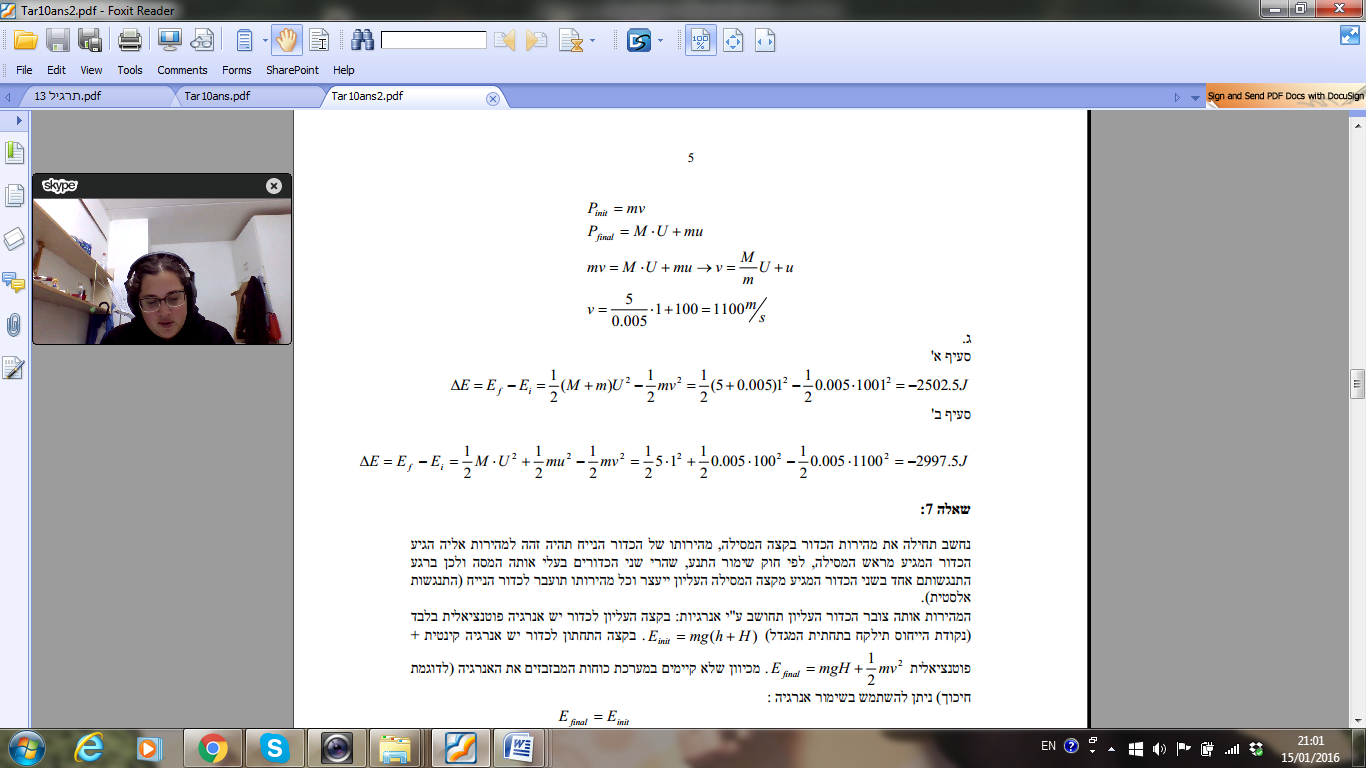 Tar10ans2.pdf - Foxit Reader
File Edit View Tools Comments Forms SharePoint Help
תרגיל 13.pdf
Tar10ans.pdf
Tar10ans2.pdf
Sign and Send PDF Docs with DocuSign
skype
5
P_init = mv
P_final = M · U + mu
mv = M · U + mu → v = M/m U + u
v = 5/0.005 · 1 + 100 = 1100 m/s
ג.
סעיף א'
ΔE = E_f − E_i = 1/2 (M + m)U² − 1/2 mv² = 1/2 (5 + 0.005)1² − 1/2 0.005 · 1001² = −2502.5J
סעיף ב'
ΔE = E_f − E_i = 1/2 M · U² + 1/2 mu² − 1/2 mv² = 1/2 5 · 1² + 1/2 0.005 · 100² − 1/2 0.005 · 1100² = −2997.5J
שאלה 7:
נחשב תחילה את מהירות הכדור בקצה המסילה, מהירותו של הכדור הנייח תהיה זהה למהירות אליה הגיע
הכדור המגיע מראש המסילה, לפי חוק שימור התנע, שהרי שני הכדורים בעלי אותה המסה ולכן ברגע
התנגשותם אחד בשני הכדור המגיע מקצה המסילה העליון ייעצר וכל מהירותו תועבר לכדור הנייח (התנגשות
אלסטית).
המהירות אותה צובר הכדור העליון תחושב ע"י אנרגיות: בקצה העליון לכדור יש אנרגיה פוטנציאלית בלבד
(נקודת הייחוס תילקח בתחתית המגדל) E_init = mg(h + H). בקצה התחתון לכדור יש אנרגיה קינטית +
פוטנציאלית E_final = mgH + 1/2 mv². מכיוון שלא קיימים במערכת כוחות המבזבזים את האנרגיה (לדוגמת
חיכוך) ניתן להשתמש בשימור אנרגיה :
E_final = E_init
EN
21:01
15/01/2016